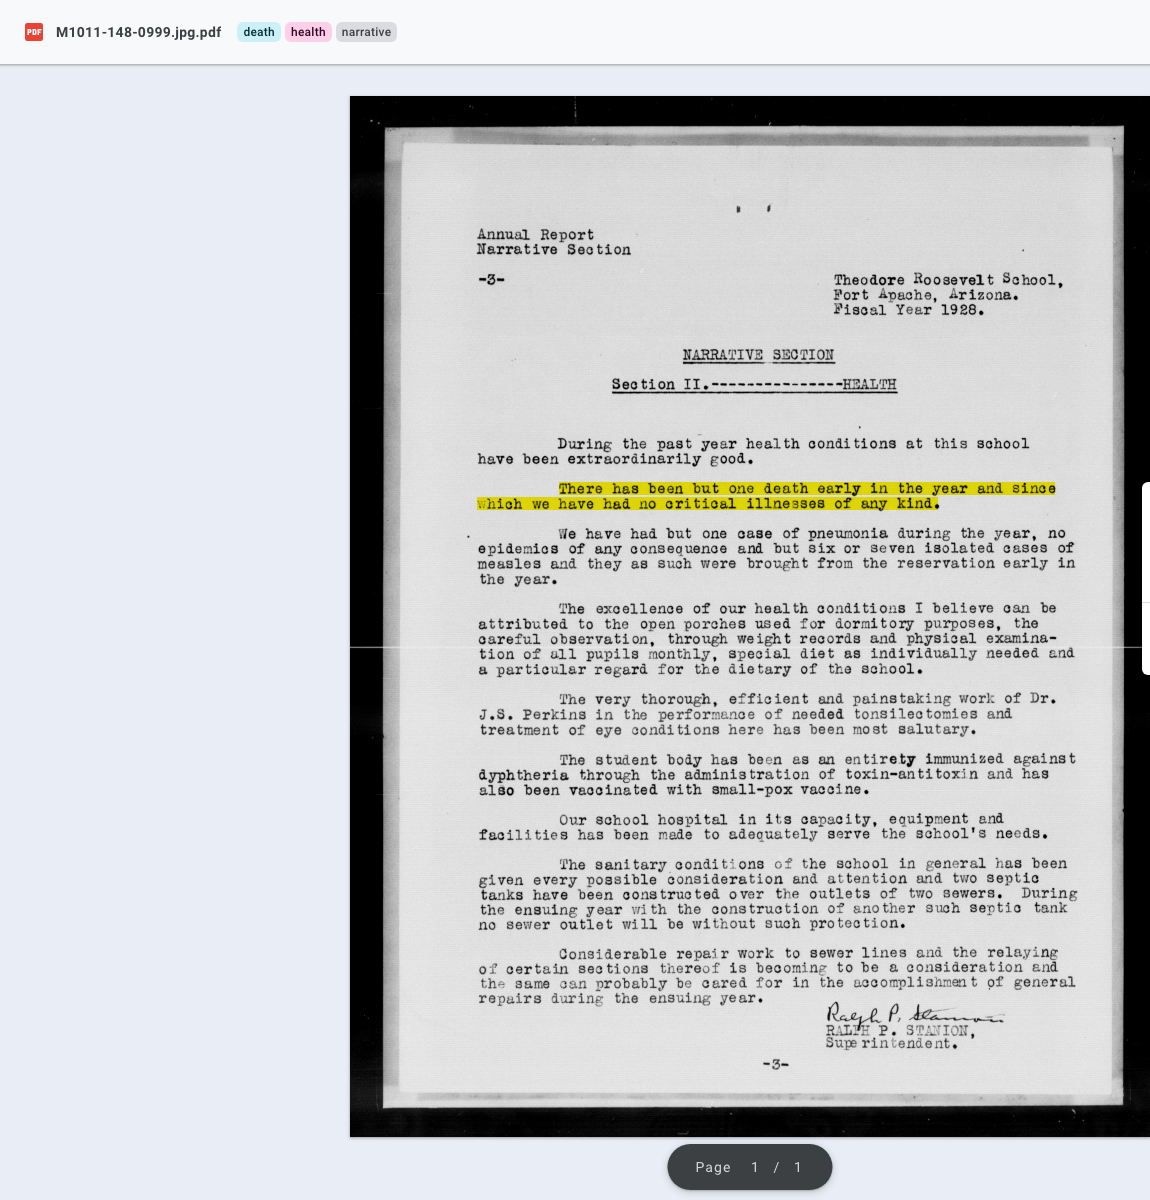 PDF M1011-148-0999.jpg.pdf death health narrative
Annual Report
Narrative Section
-3-
Theodore Roosevelt School,
Fort Apache, Arizona.
Fiscal Year 1928.
NARRATIVE SECTION
Section II.---------------HEALTH
During the past year health conditions at this school
have been extraordinarily good.
There has been but one death early in the year and since
which we have had no critical illnesses of any kind.
We have had but one case of pneumonia during the year, no
epidemics of any consequence and but six or seven isolated cases of
measles and they as such were brought from the reservation early in
the year.
The excellence of our health conditions I believe can be
attributed to the open porches used for dormitory purposes, the
careful observation, through weight records and physical examina-
tion of all pupils monthly, special diet as individually needed and
a particular regard for the dietary of the school.
The very thorough, efficient and painstaking work of Dr.
J.S. Perkins in the performance of needed tonsilectomies and
treatment of eye conditions here has been most salutary.
The student body has been as an entirety immunized against
dyphtheria through the administration of toxin-antitoxin and has
also been vaccinated with small-pox vaccine.
Our school hospital in its capacity, equipment and
facilities has been made to adequately serve the school's needs.
The sanitary conditions of the school in general has been
given every possible consideration and attention and two septic
tanks have been constructed over the outlets of two sewers. During
the ensuing year with the construction of another such septic tank
no sewer outlet will be without such protection.
Considerable repair work to sewer lines and the relaying
of certain sections thereof is becoming to be a consideration and
the same can probably be cared for in the accomplishment of general
repairs during the ensuing year.
Ralph P. Stanion
RALPH P. STANION,
Superintendent.
-3-
Page 1 / 1